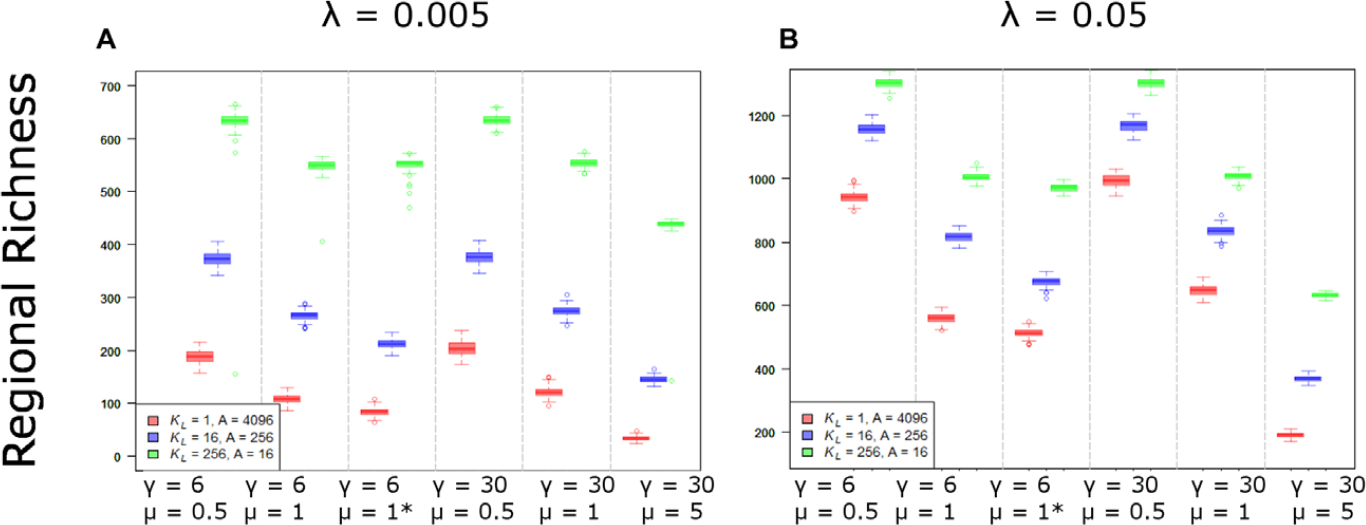 λ = 0.005
λ = 0.05
A
B
Regional Richness
700
600
500
400
300
200
100
0
K_L = 1, A = 4096
K_L = 16, A = 256
K_L = 256, A = 16
γ = 6 γ = 6 γ = 6 γ = 30 γ = 30 γ = 30
μ = 0.5 μ = 1 μ = 1* μ = 0.5 μ = 1 μ = 5
1200
1000
800
600
400
200
K_L = 1, A = 4096
K_L = 16, A = 256
K_L = 256, A = 16
γ = 6 γ = 6 γ = 6 γ = 30 γ = 30 γ = 30
μ = 0.5 μ = 1 μ = 1* μ = 0.5 μ = 1 μ = 5